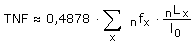 TNF ≈ 0,4878 · ∑ₓ ₙfₓ · ₙLₓ / l₀